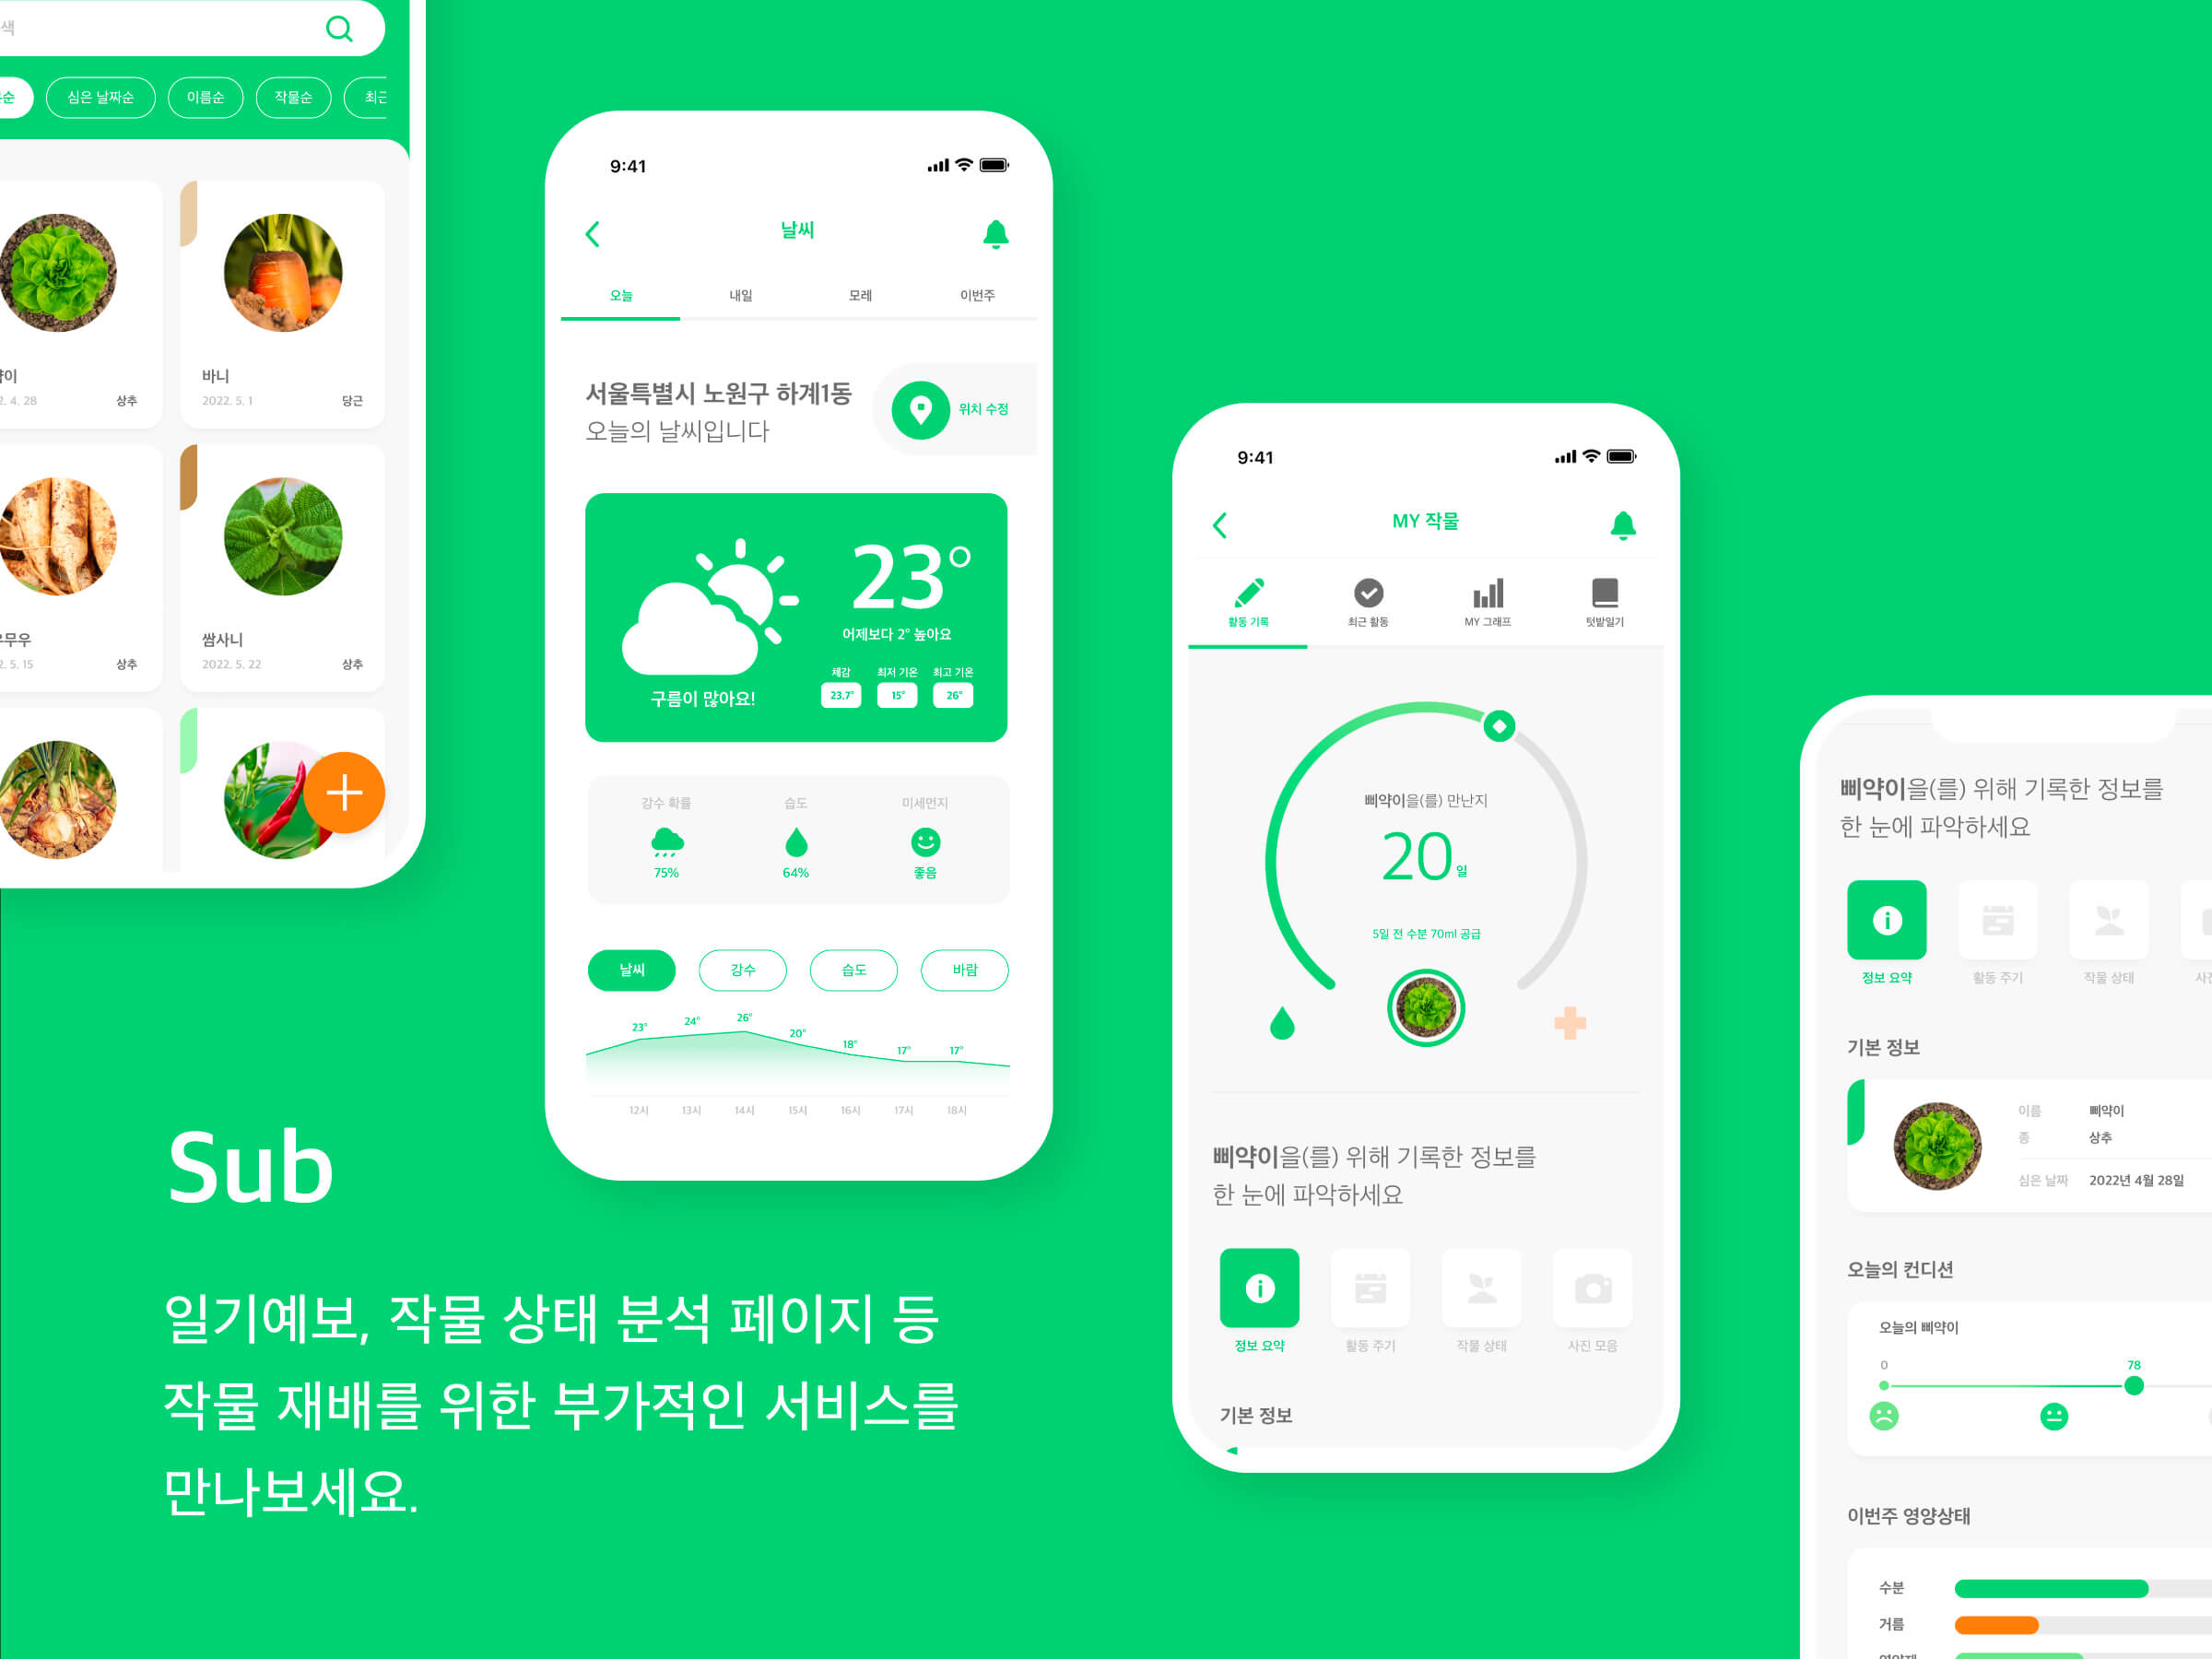 색
순
심은 날짜순
이름순
작물순
최근
바니
2022. 5. 1
당근
상추
쌈사니
2022. 5. 22
상추
상추
9:41
날씨
오늘
내일
모레
이번주
서울특별시 노원구 하계1동
오늘의 날씨입니다
위치 수정
23°
어제보다 2° 높아요
체감
최저 기온
최고 기온
23.7°
15°
26°
구름이 많아요!
강수 확률
습도
미세먼지
75%
64%
좋음
날씨
강수
습도
바람
23°
24°
26°
20°
18°
17°
17°
12시
13시
14시
15시
16시
17시
18시
9:41
MY 작물
활동 기록
최근 활동
MY 그래프
텃밭일기
삐약이을(를) 만난지
20일
5일 전 수분 70ml 공급
삐약이을(를) 위해 기록한 정보를
한 눈에 파악하세요
정보 요약
활동 주기
작물 상태
사진 모음
기본 정보
삐약이을(를) 위해 기록한 정보를
한 눈에 파악하세요
정보 요약
활동 주기
작물 상태
기본 정보
이름
삐약이
종
상추
심은 날짜
2022년 4월 28일
오늘의 컨디션
오늘의 삐약이
0
78
이번주 영양상태
수분
거름
Sub
일기예보, 작물 상태 분석 페이지 등
작물 재배를 위한 부가적인 서비스를
만나보세요.